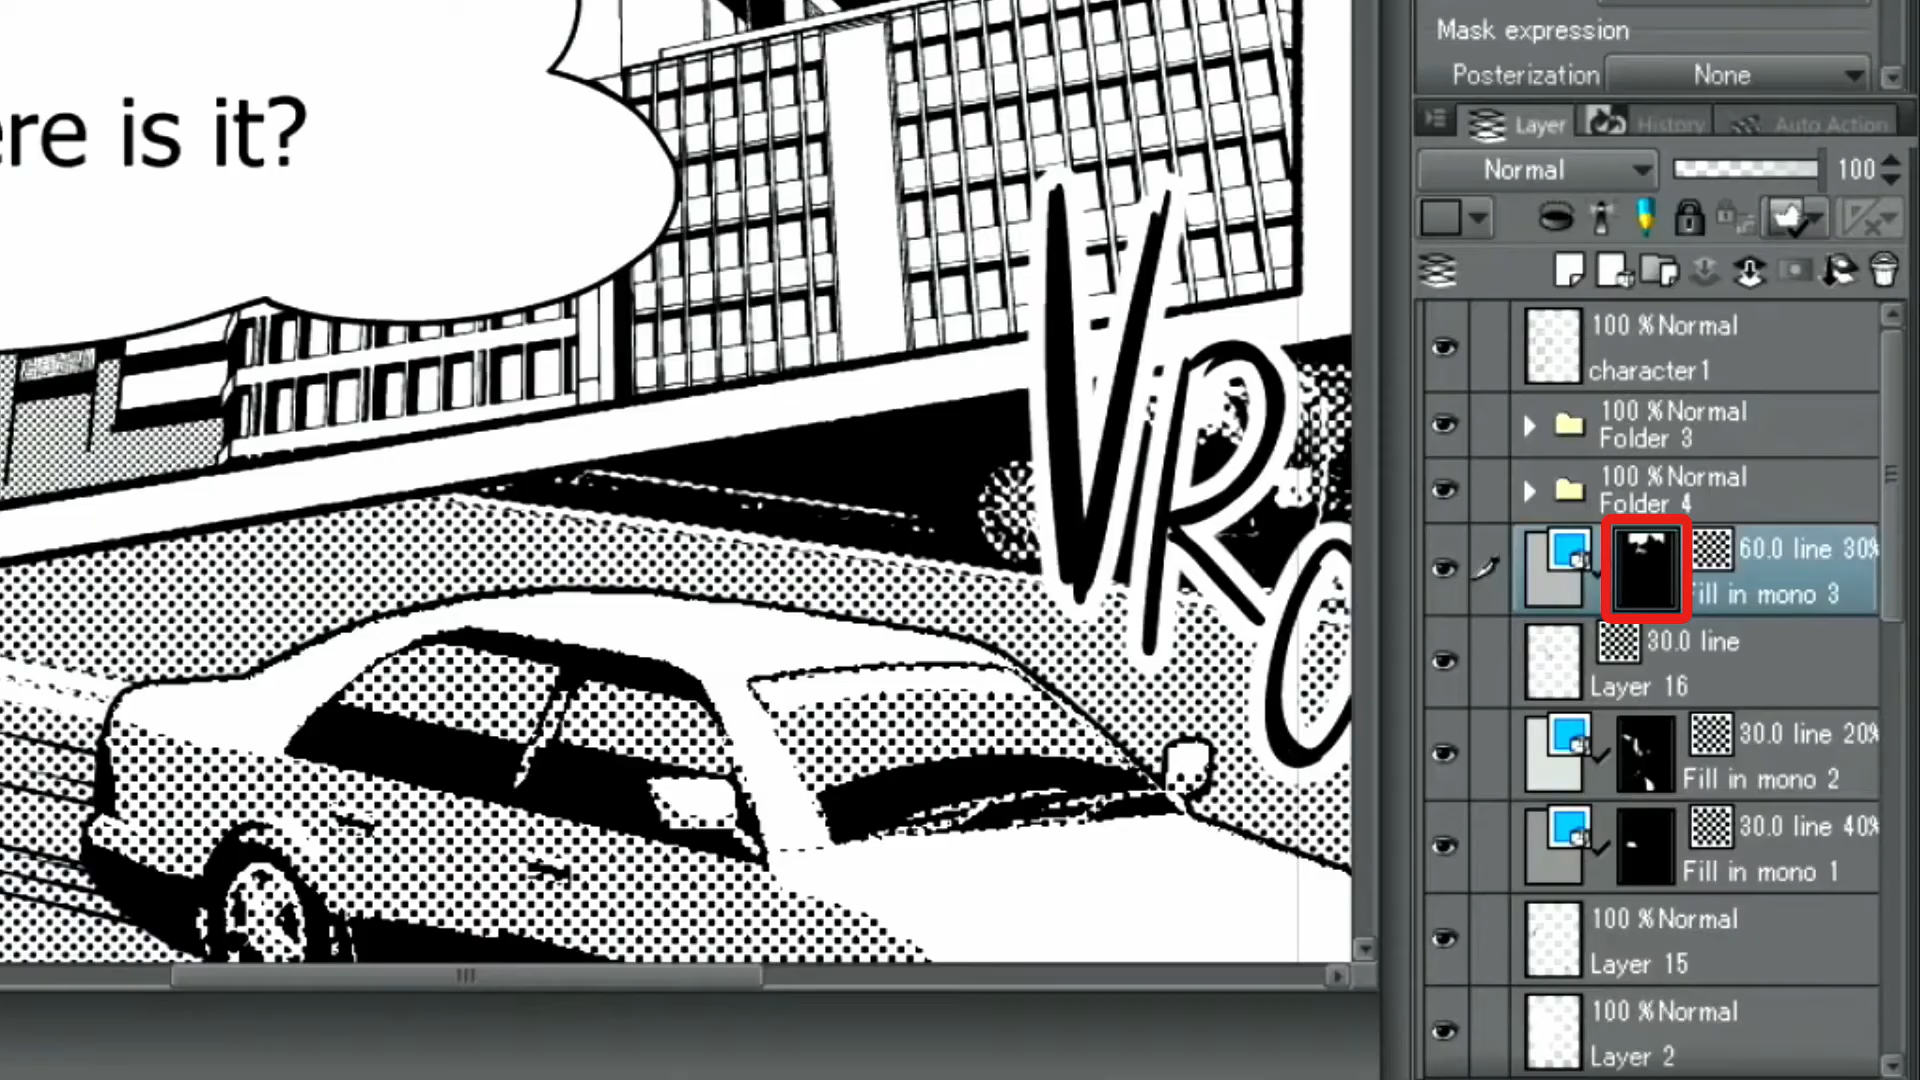 ere is it?
VRO
Mask expression
Posterization None
Layer History Auto Action
Normal 100
100 %Normal
character1
100 %Normal
Folder 3
100 %Normal
Folder 4
60.0 line 30%
Fill in mono 3
30.0 line
Layer 16
30.0 line 20%
Fill in mono 2
30.0 line 40%
Fill in mono 1
100 %Normal
Layer 15
100 %Normal
Layer 2